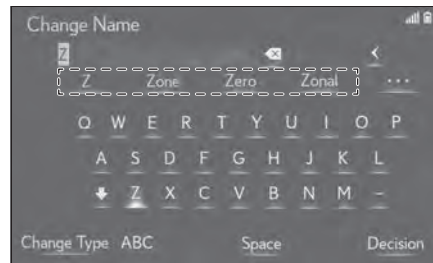 Change Name
Z
Z Zone Zero Zonal ...
Q W E R T Y U I O P
A S D F G H J K L
Z X C V B N M -
Change Type ABC Space Decision